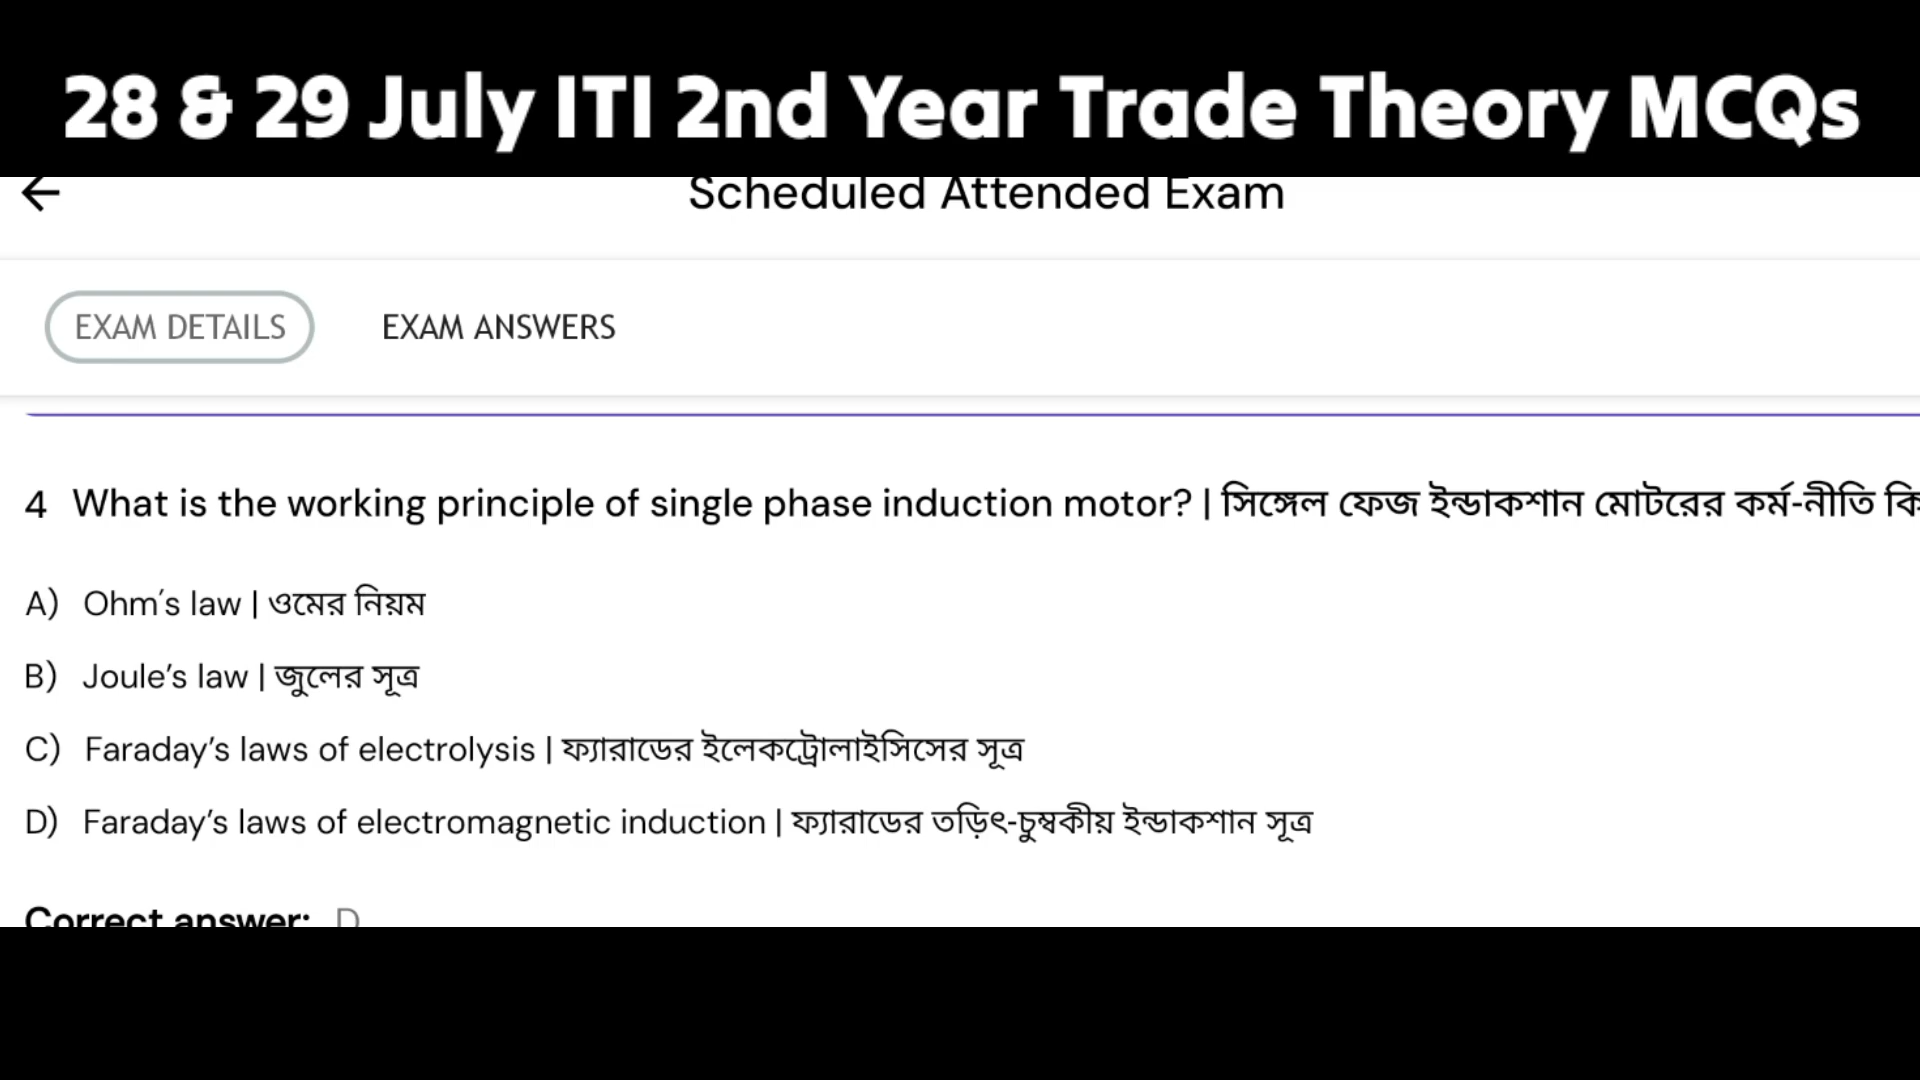 28 & 29 July ITI 2nd Year Trade Theory MCQs
Scheduled Attended Exam
EXAM DETAILS EXAM ANSWERS
4 What is the working principle of single phase induction motor? | সিঙ্গেল ফেজ ইন্ডাকশান মোটরের কর্ম-নীতি কি
A) Ohm's law | ওমের নিয়ম
B) Joule's law | জুলের সূত্র
C) Faraday's laws of electrolysis | ফ্যারাডের ইলেকট্রোলাইসিসের সূত্র
D) Faraday's laws of electromagnetic induction | ফ্যারাডের তড়িৎ-চুম্বকীয় ইন্ডাকশান সূত্র
Correct answer: D